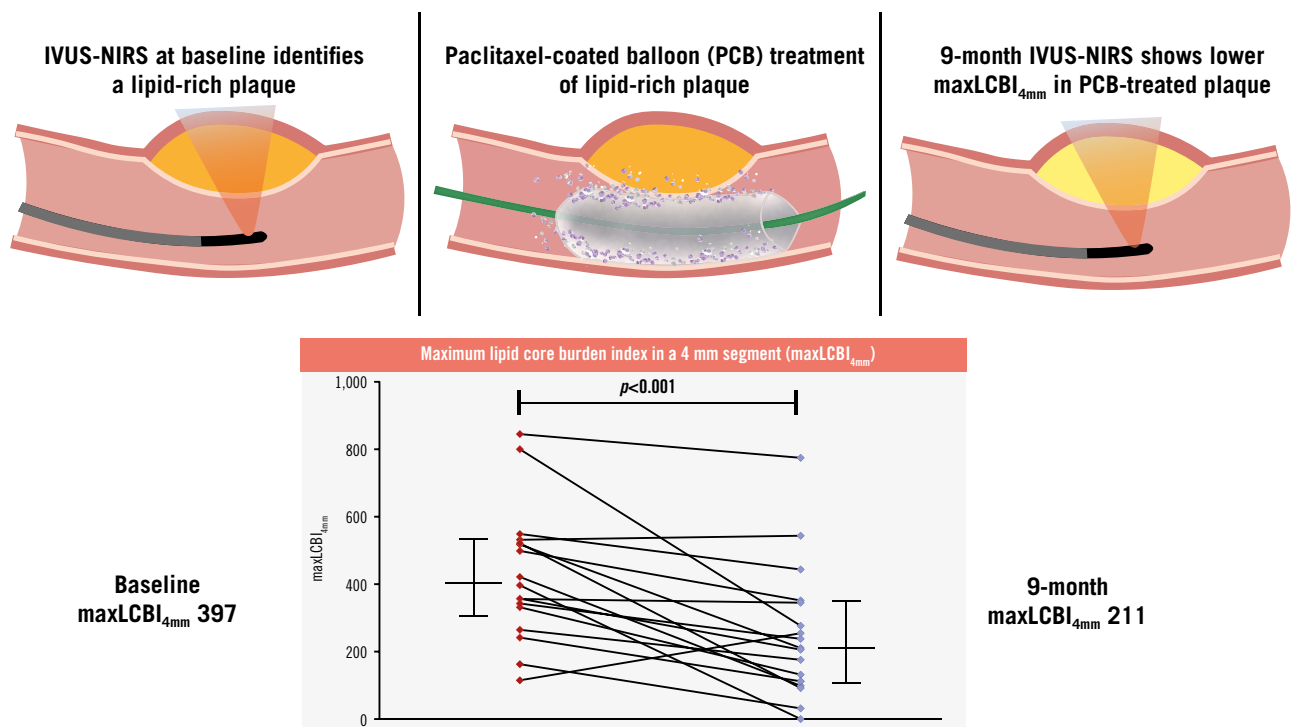 IVUS-NIRS at baseline identifies
a lipid-rich plaque
Paclitaxel-coated balloon (PCB) treatment
of lipid-rich plaque
9-month IVUS-NIRS shows lower
maxLCBI4mm in PCB-treated plaque
Maximum lipid core burden index in a 4 mm segment (maxLCBI4mm)
p<0.001
1,000
800
600
400
200
0
maxLCBI4mm
Baseline
maxLCBI4mm 397
9-month
maxLCBI4mm 211